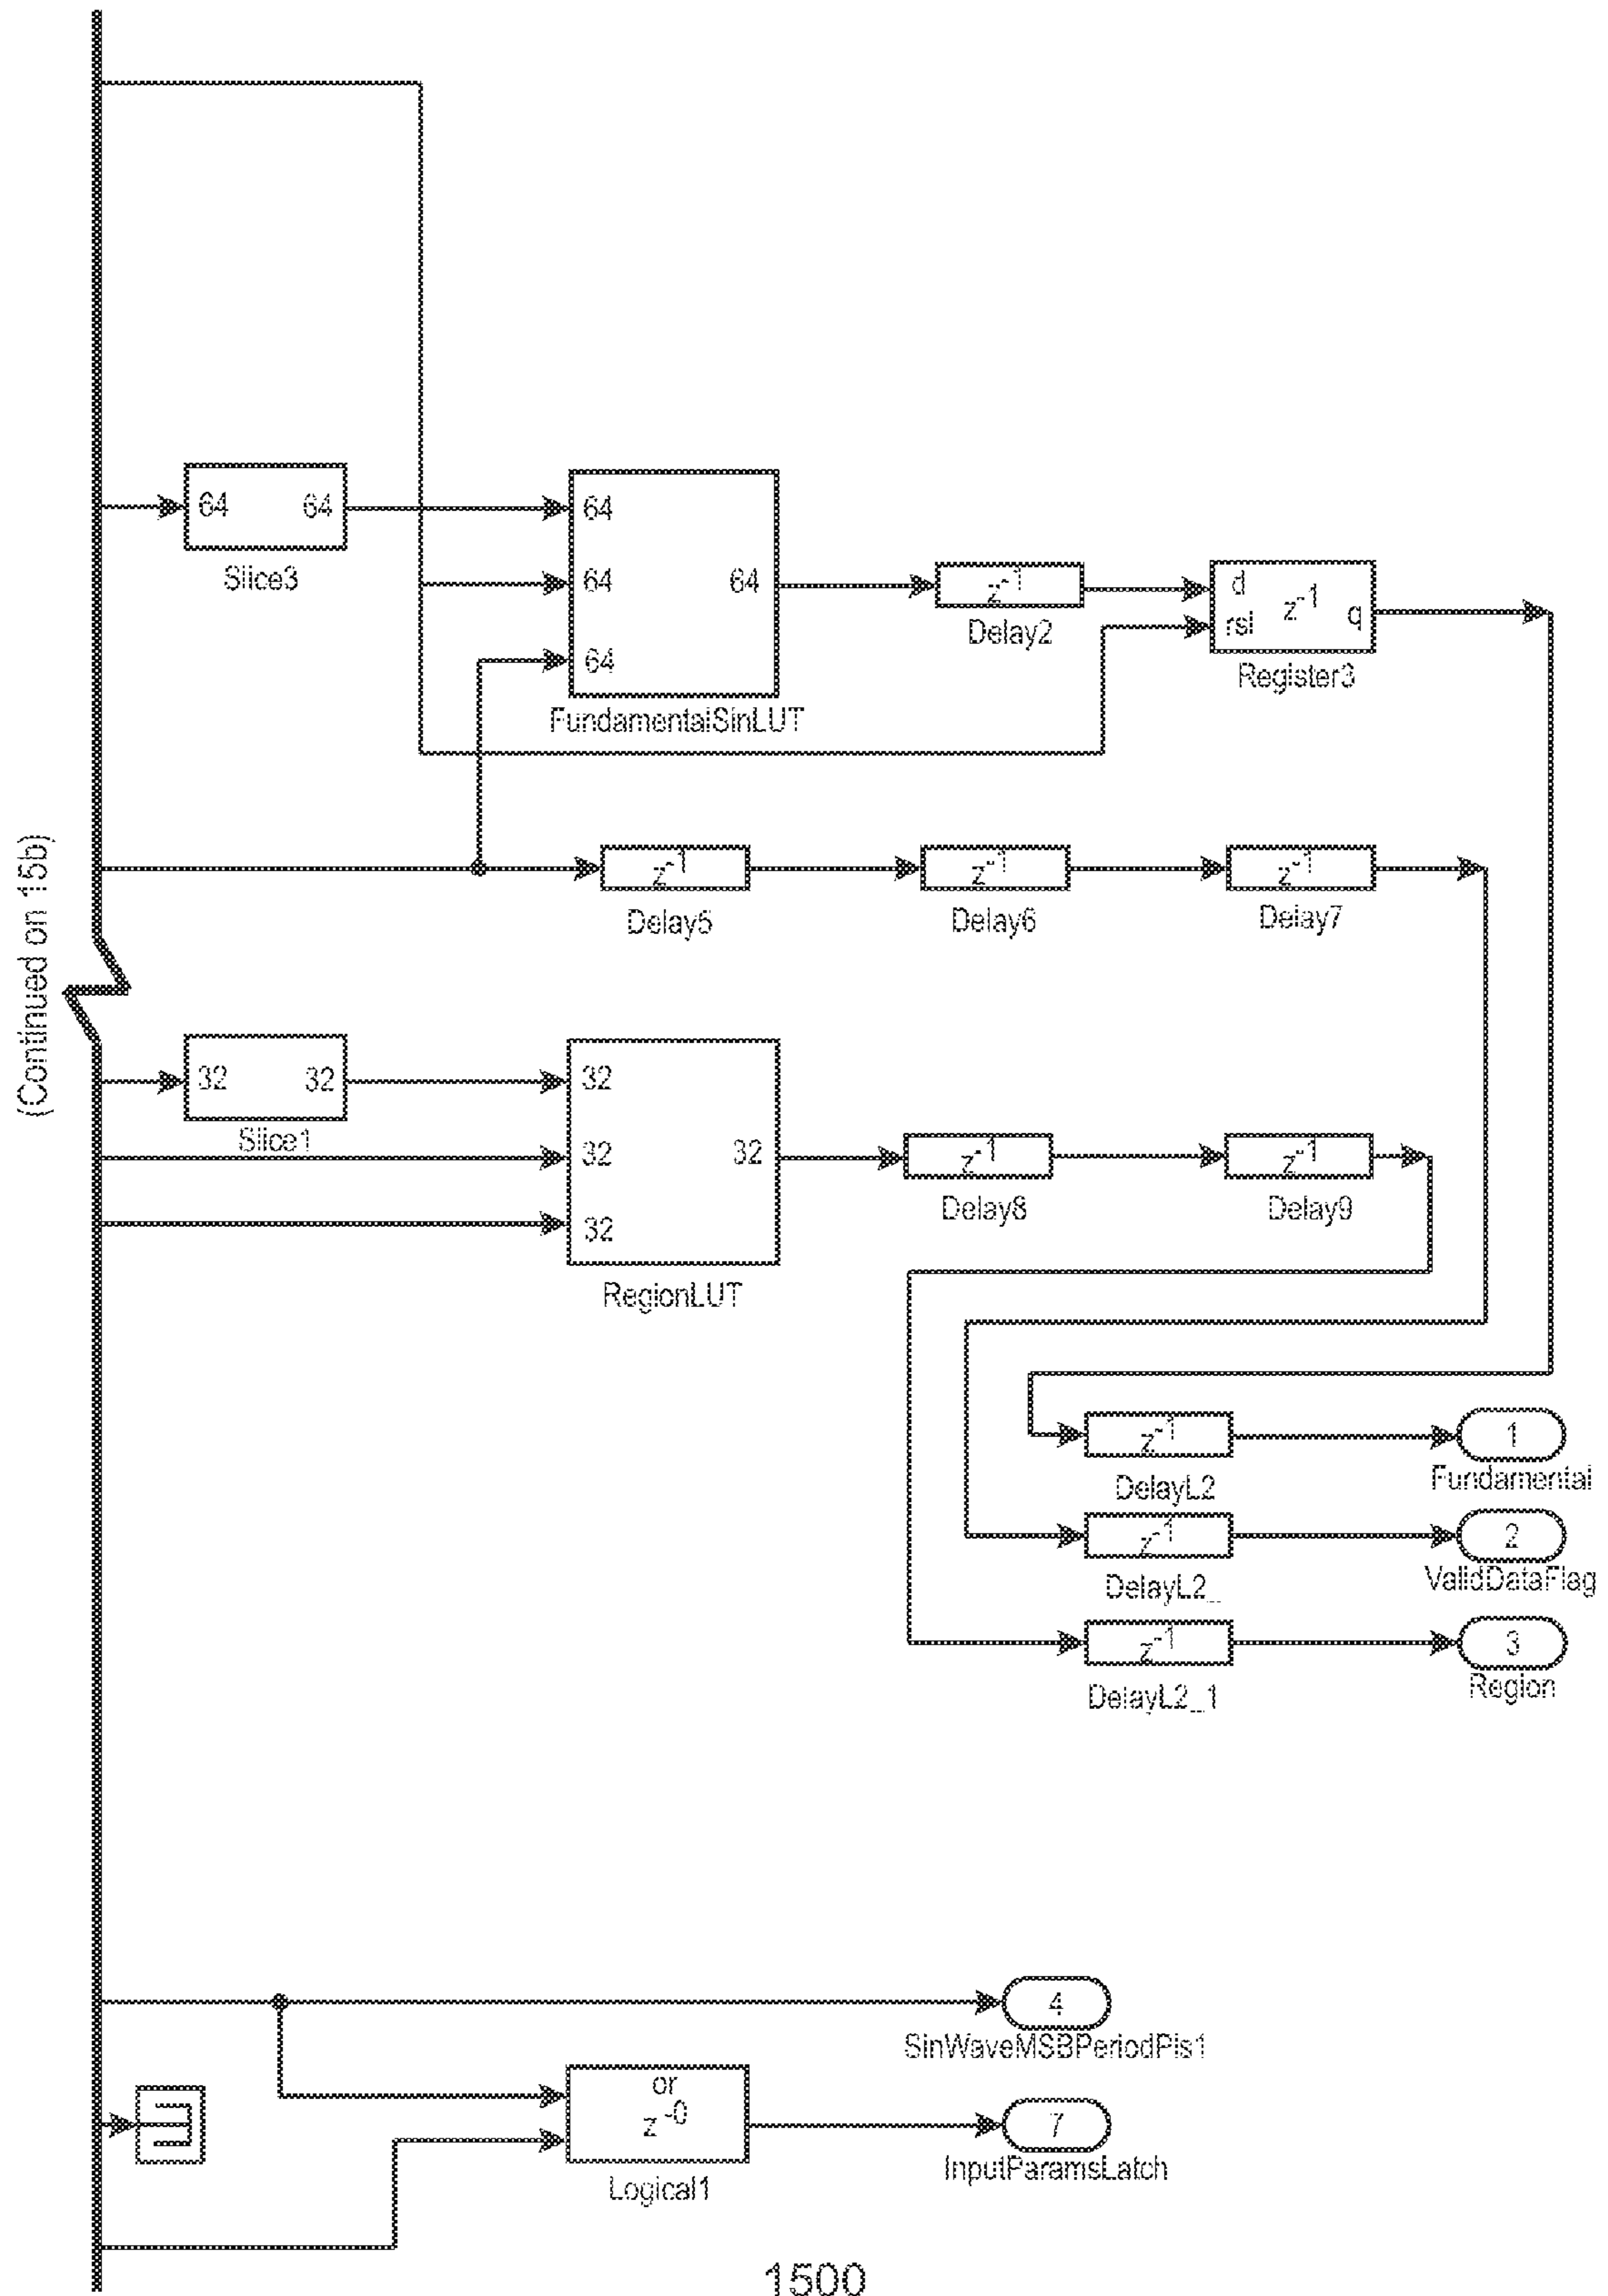 (Continued on 15b)
64 64
Slice3
64
64
64
64
FundamentalSinLUT
z-1
Delay2
d
rst
z-1
q
Register3
z-1
Delay5
z-1
Delay6
z-1
Delay7
32 32
Slice1
32
32
32
32
RegionLUT
z-1
Delay8
z-1
Delay9
z-1
DelayL2
1
Fundamental
z-1
DelayL2_
2
ValidDataFlag
z-1
DelayL2_1
3
Region
4
SinWaveMSBPeriodPls1
or
z-0
Logical1
7
InputParamsLatch
1500